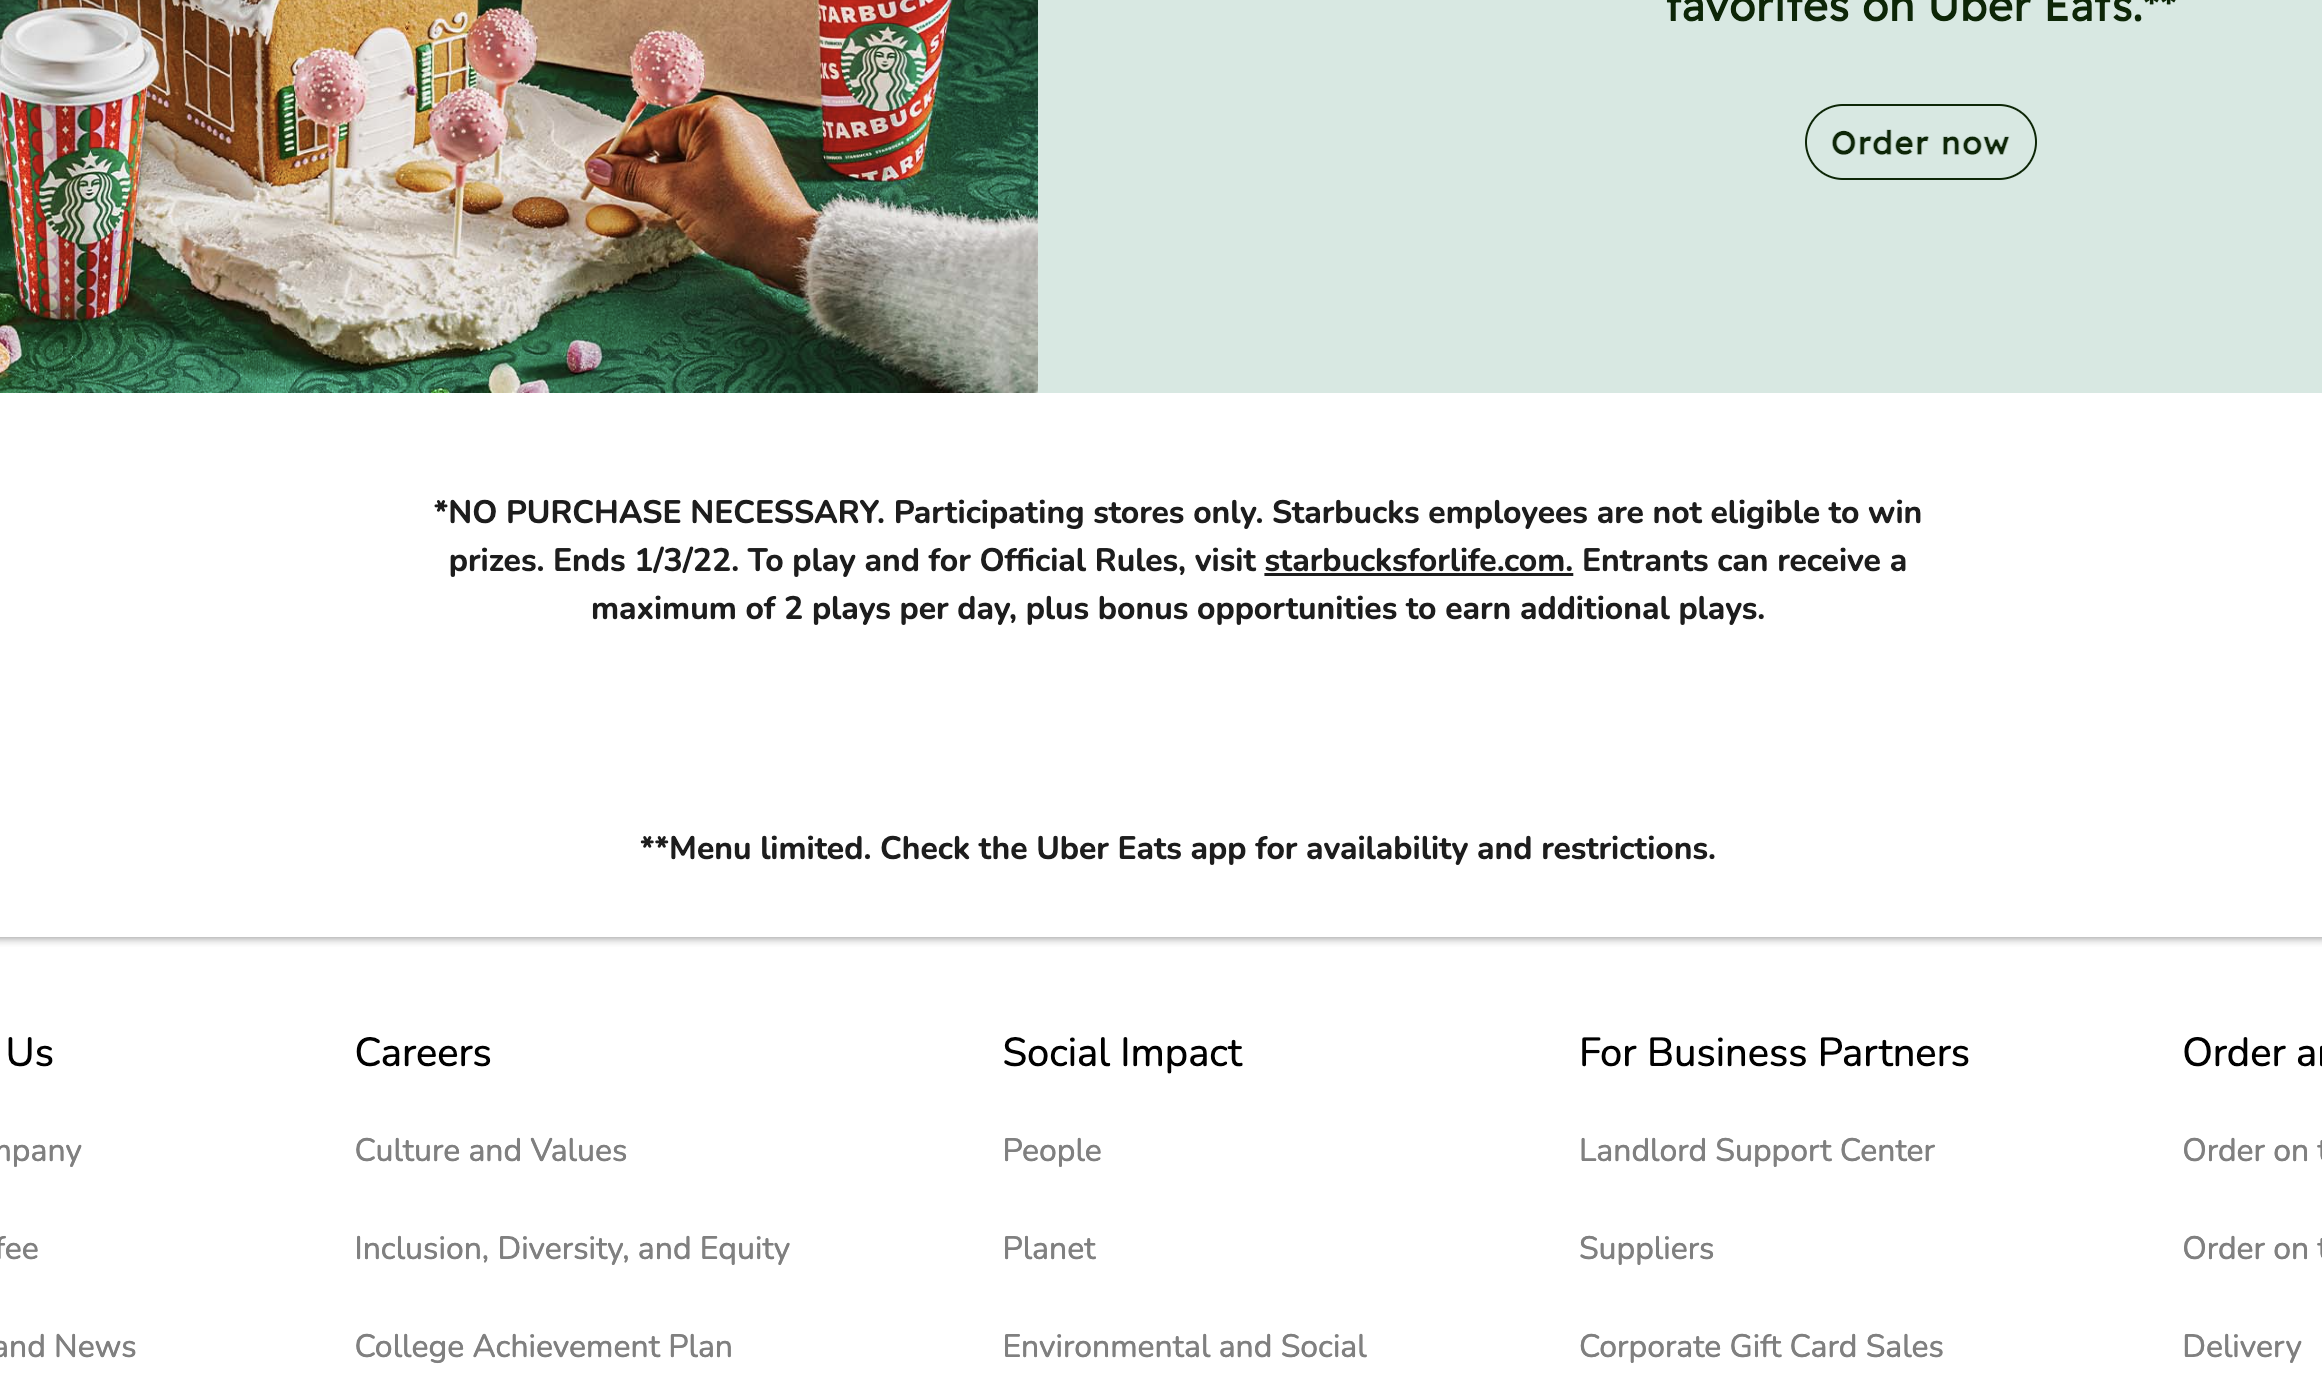 favorites on Uber Eats.**
Order now
STARBUCKS
STARBUCKS
*NO PURCHASE NECESSARY. Participating stores only. Starbucks employees are not eligible to win
prizes. Ends 1/3/22. To play and for Official Rules, visit starbucksforlife.com. Entrants can receive a
maximum of 2 plays per day, plus bonus opportunities to earn additional plays.
**Menu limited. Check the Uber Eats app for availability and restrictions.
Us
Careers
Social Impact
For Business Partners
Order
Culture and Values
People
Landlord Support Center
Order on
Inclusion, Diversity, and Equity
Planet
Suppliers
Order on
and News
College Achievement Plan
Environmental and Social
Corporate Gift Card Sales
Delivery